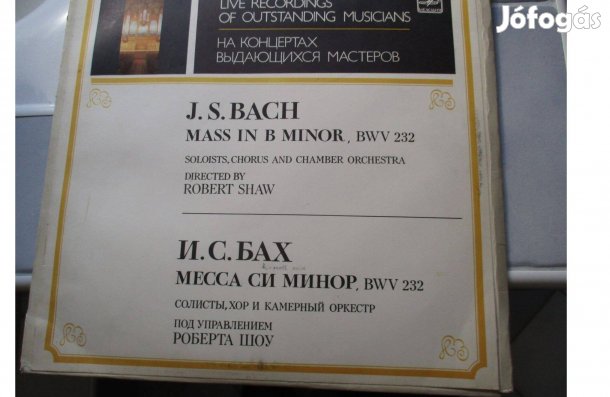 Jófogás
LIVE RECORDINGS
OF OUTSTANDING MUSICIANS
НА КОНЦЕРТАХ
ВЫДАЮЩИХСЯ МАСТЕРОВ
J. S. BACH
MASS IN B MINOR, BWV 232
SOLOISTS, CHORUS AND CHAMBER ORCHESTRA
DIRECTED BY
ROBERT SHAW
И. С. БАХ
МЕССА СИ МИНОР, BWV 232
СОЛИСТЫ, ХОР И КАМЕРНЫЙ ОРКЕСТР
ПОД УПРАВЛЕНИЕМ
РОБЕРТА ШОУ